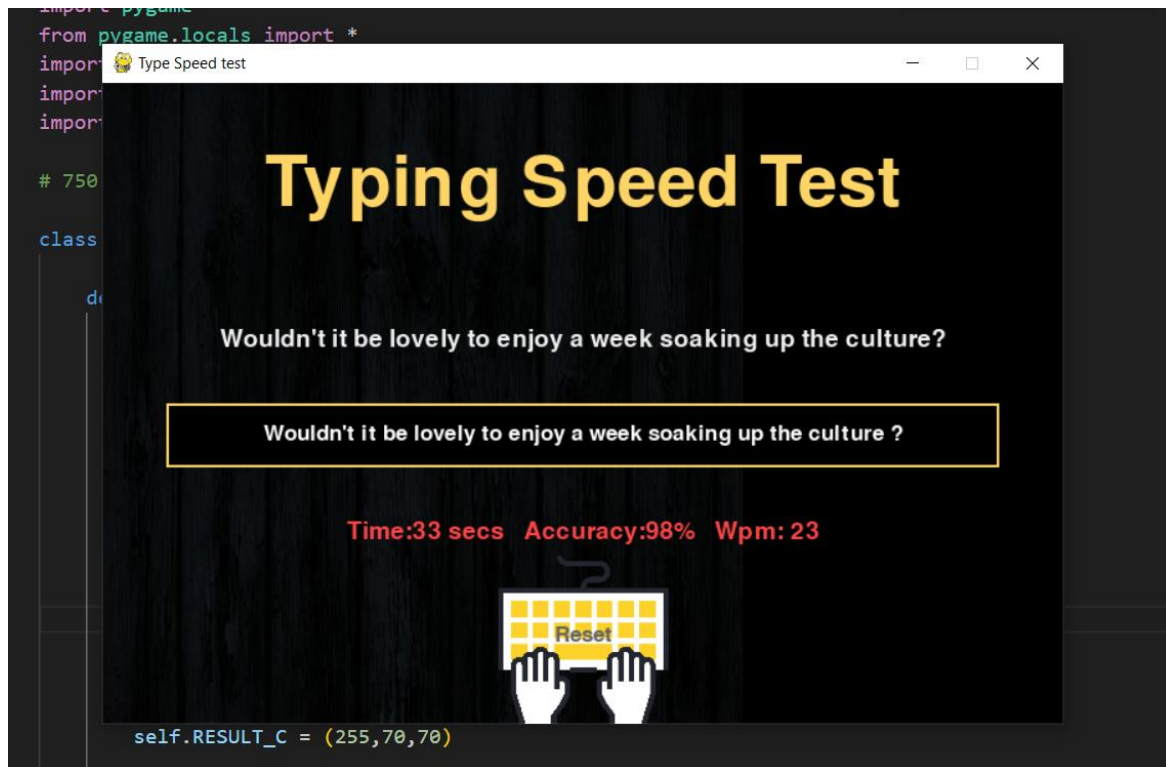 import pygame
from pygame.locals import *
impor
Type Speed test
impor
impor
# 750
Typing Speed Test
class
de
Wouldn't it be lovely to enjoy a week soaking up the culture?
Wouldn't it be lovely to enjoy a week soaking up the culture ?
Time:33 secs Accuracy:98% Wpm: 23
Reset
self.RESULT_C = (255,70,70)